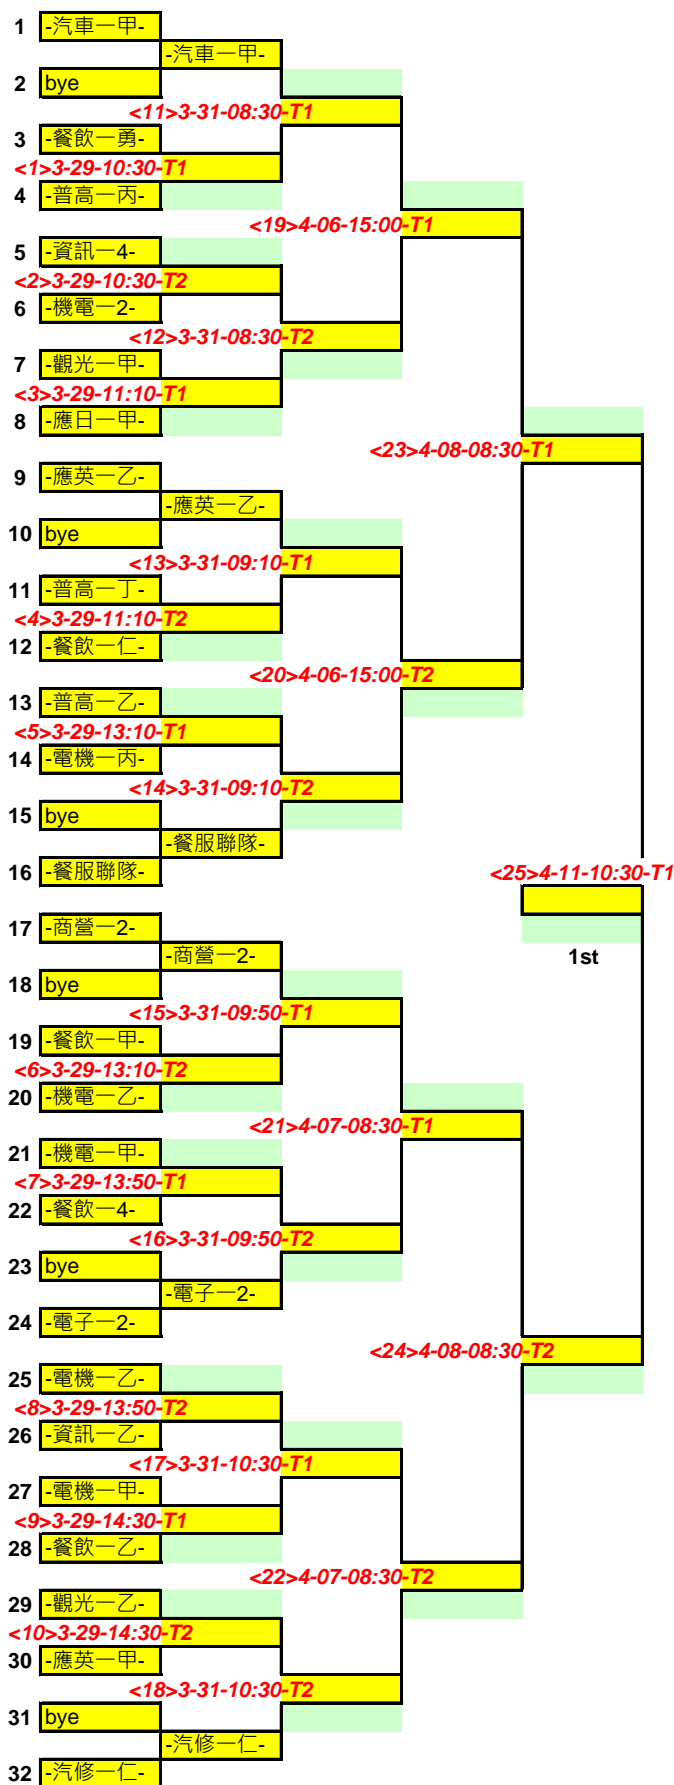 1 -汽車一甲-
-汽車一甲-
2 bye
<11>3-31-08:30-T1
3 -餐飲一勇-
<1>3-29-10:30-T1
4 -普高一丙-
<19>4-06-15:00-T1
5 -資訊一4-
<2>3-29-10:30-T2
6 -機電一2-
<12>3-31-08:30-T2
7 -觀光一甲-
<3>3-29-11:10-T1
8 -應日一甲-
<23>4-08-08:30-T1
9 -應英一乙-
-應英一乙-
10 bye
<13>3-31-09:10-T1
11 -普高一丁-
<4>3-29-11:10-T2
12 -餐飲一仁-
<20>4-06-15:00-T2
13 -普高一乙-
<5>3-29-13:10-T1
14 -電機一丙-
<14>3-31-09:10-T2
15 bye
-餐服聯隊-
16 -餐服聯隊-
<25>4-11-10:30-T1
17 -商營一2-
-商營一2-
1st
18 bye
<15>3-31-09:50-T1
19 -餐飲一甲-
<6>3-29-13:10-T2
20 -機電一乙-
<21>4-07-08:30-T1
21 -機電一甲-
<7>3-29-13:50-T1
22 -餐飲一4-
<16>3-31-09:50-T2
23 bye
-電子一2-
24 -電子一2-
<24>4-08-08:30-T2
25 -電機一乙-
<8>3-29-13:50-T2
26 -資訊一乙-
<17>3-31-10:30-T1
27 -電機一甲-
<9>3-29-14:30-T1
28 -餐飲一乙-
<22>4-07-08:30-T2
29 -觀光一乙-
<10>3-29-14:30-T2
30 -應英一甲-
<18>3-31-10:30-T2
31 bye
-汽修一仁-
32 -汽修一仁-